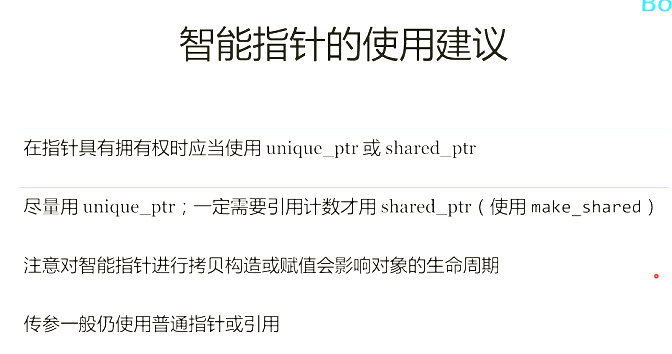 Bo
智能指针的使用建议
在指针具有拥有权时应当使用 unique_ptr 或 shared_ptr
尽量用 unique_ptr；一定需要引用计数才用 shared_ptr（使用 make_shared）
注意对智能指针进行拷贝构造或赋值会影响对象的生命周期
传参一般仍使用普通指针或引用